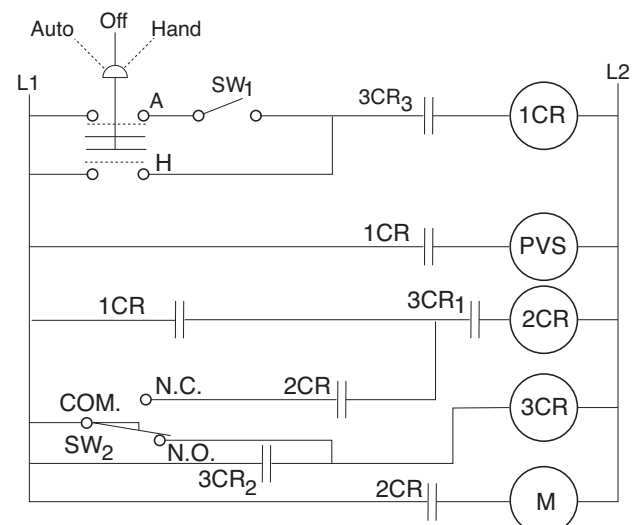 Off
Auto Hand
L1 L2
A SW1 3CR3 1CR
H
1CR PVS
1CR 3CR1 2CR
N.C. 2CR
COM. 3CR
SW2 N.O.
3CR2 2CR M